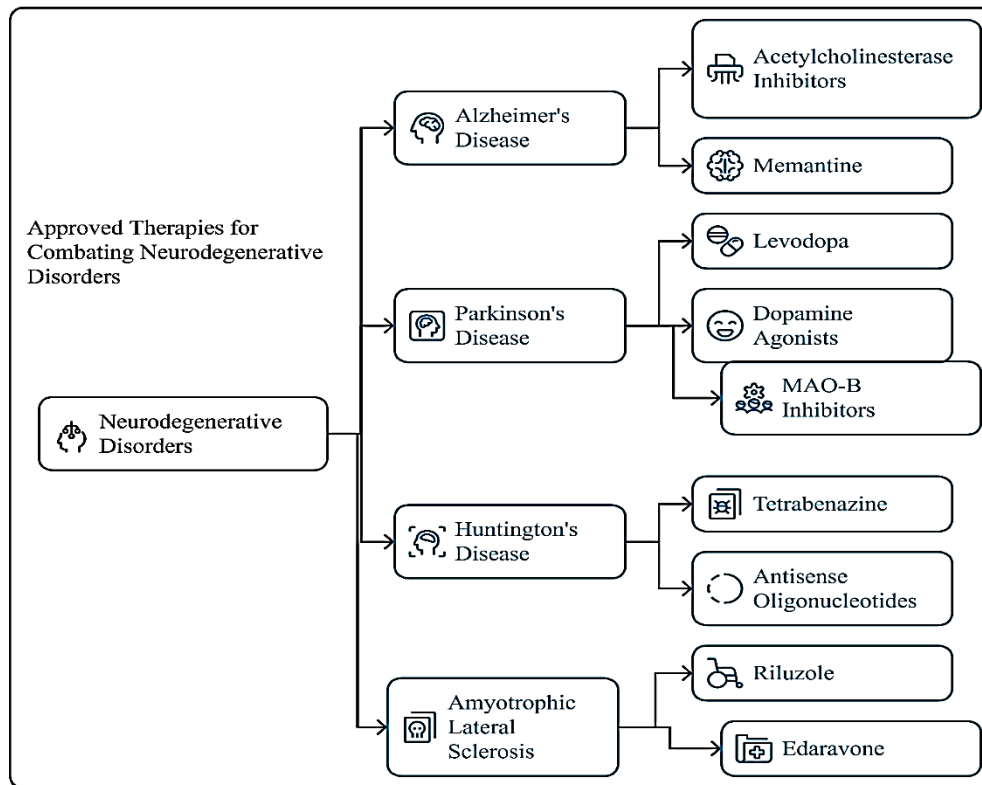 Approved Therapies for
Combating Neurodegenerative
Disorders
Neurodegenerative
Disorders
Alzheimer's
Disease
Acetylcholinesterase
Inhibitors
Memantine
Parkinson's
Disease
Levodopa
Dopamine
Agonists
MAO-B
Inhibitors
Huntington's
Disease
Tetrabenazine
Antisense
Oligonucleotides
Amyotrophic
Lateral
Sclerosis
Riluzole
Edaravone